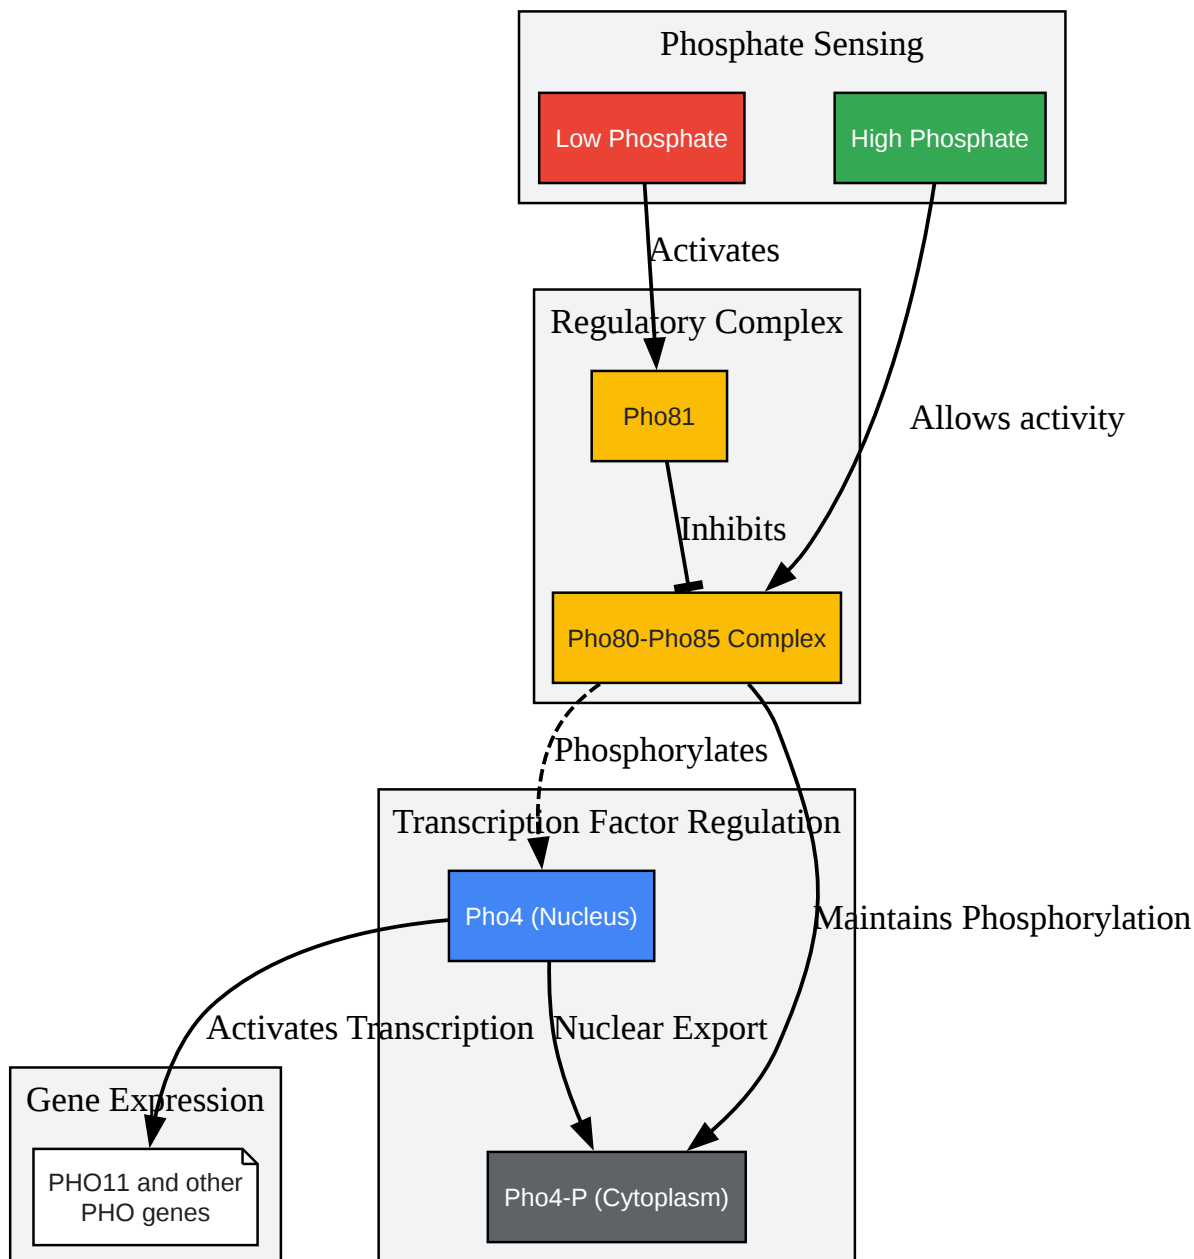 Phosphate Sensing
Low Phosphate
High Phosphate
Activates
Regulatory Complex
Pho81
Allows activity
Inhibits
Pho80-Pho85 Complex
Phosphorylates
Transcription Factor Regulation
Pho4 (Nucleus)
Maintains Phosphorylation
Activates Transcription
Nuclear Export
Gene Expression
PHO11 and other
PHO genes
Pho4-P (Cytoplasm)